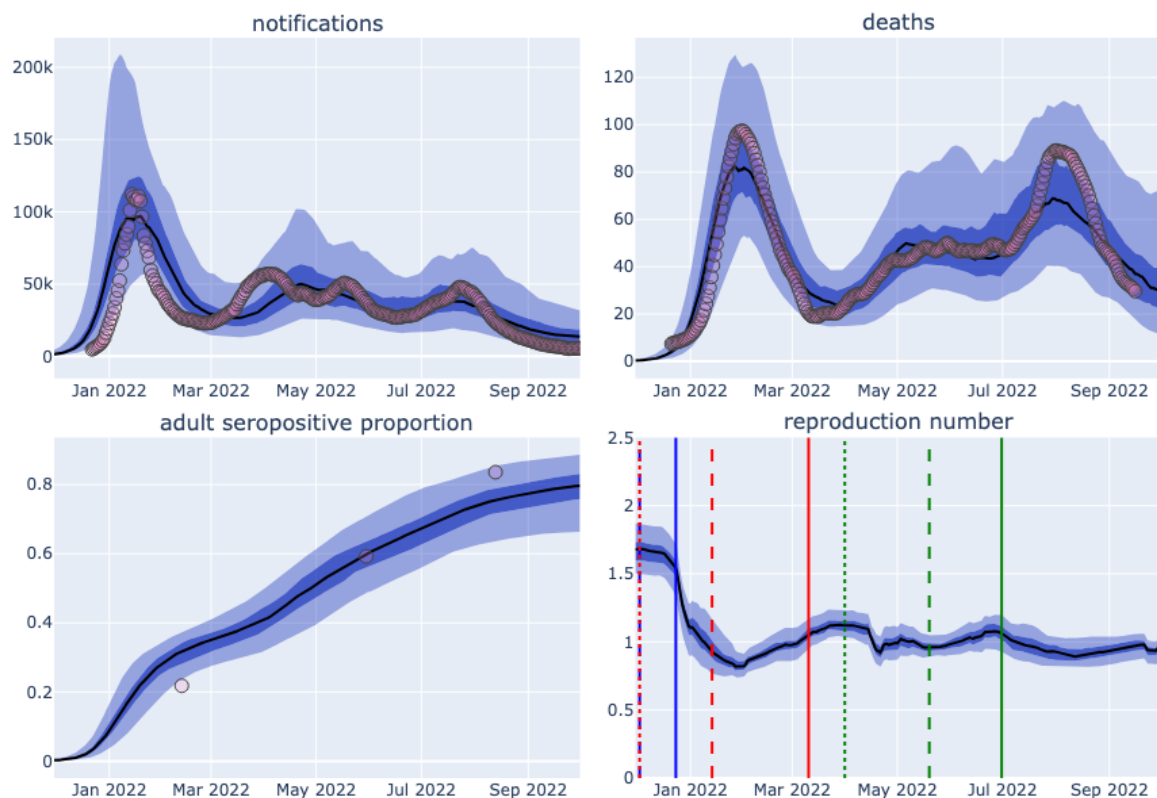 notifications
200k
150k
100k
50k
0
Jan 2022 Mar 2022 May 2022 Jul 2022 Sep 2022
deaths
120
100
80
60
40
20
0
Jan 2022 Mar 2022 May 2022 Jul 2022 Sep 2022
adult seropositive proportion
0.8
0.6
0.4
0.2
0
Jan 2022 Mar 2022 May 2022 Jul 2022 Sep 2022
reproduction number
2.5
2
1.5
1
0.5
0
Jan 2022 Mar 2022 May 2022 Jul 2022 Sep 2022